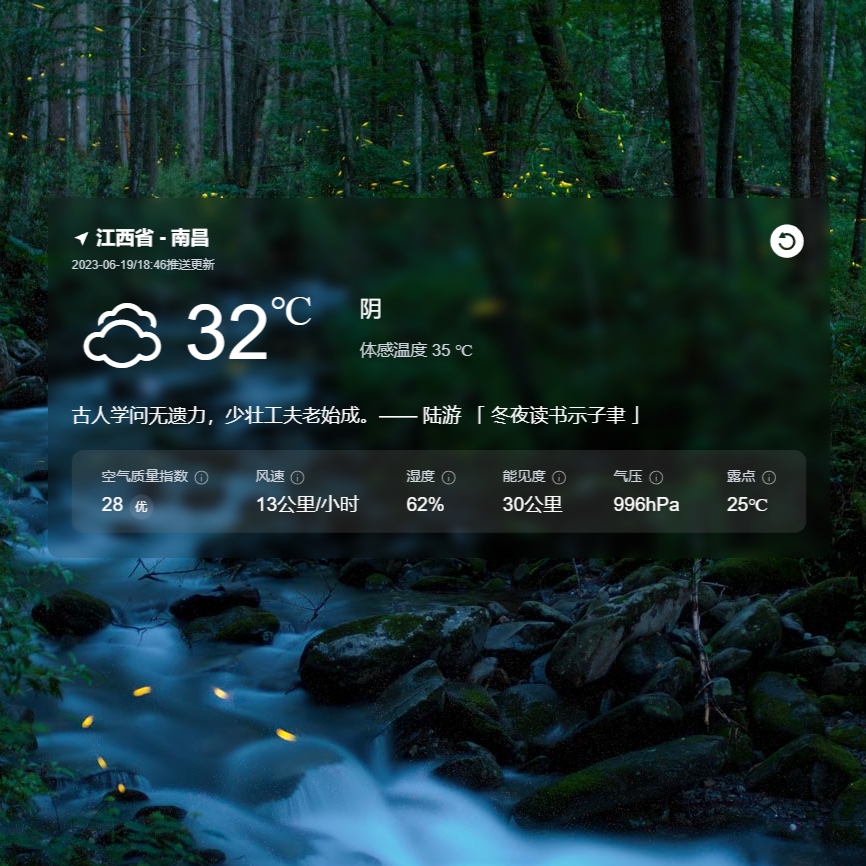 江西省 - 南昌
2023-06-19/18:46推送更新
32℃
阴
体感温度 35 ℃
古人学问无遗力，少壮工夫老始成。—— 陆游 「 冬夜读书示子聿 」
空气质量指数 风速 湿度 能见度 气压 露点
28 优 13公里/小时 62% 30公里 996hPa 25℃